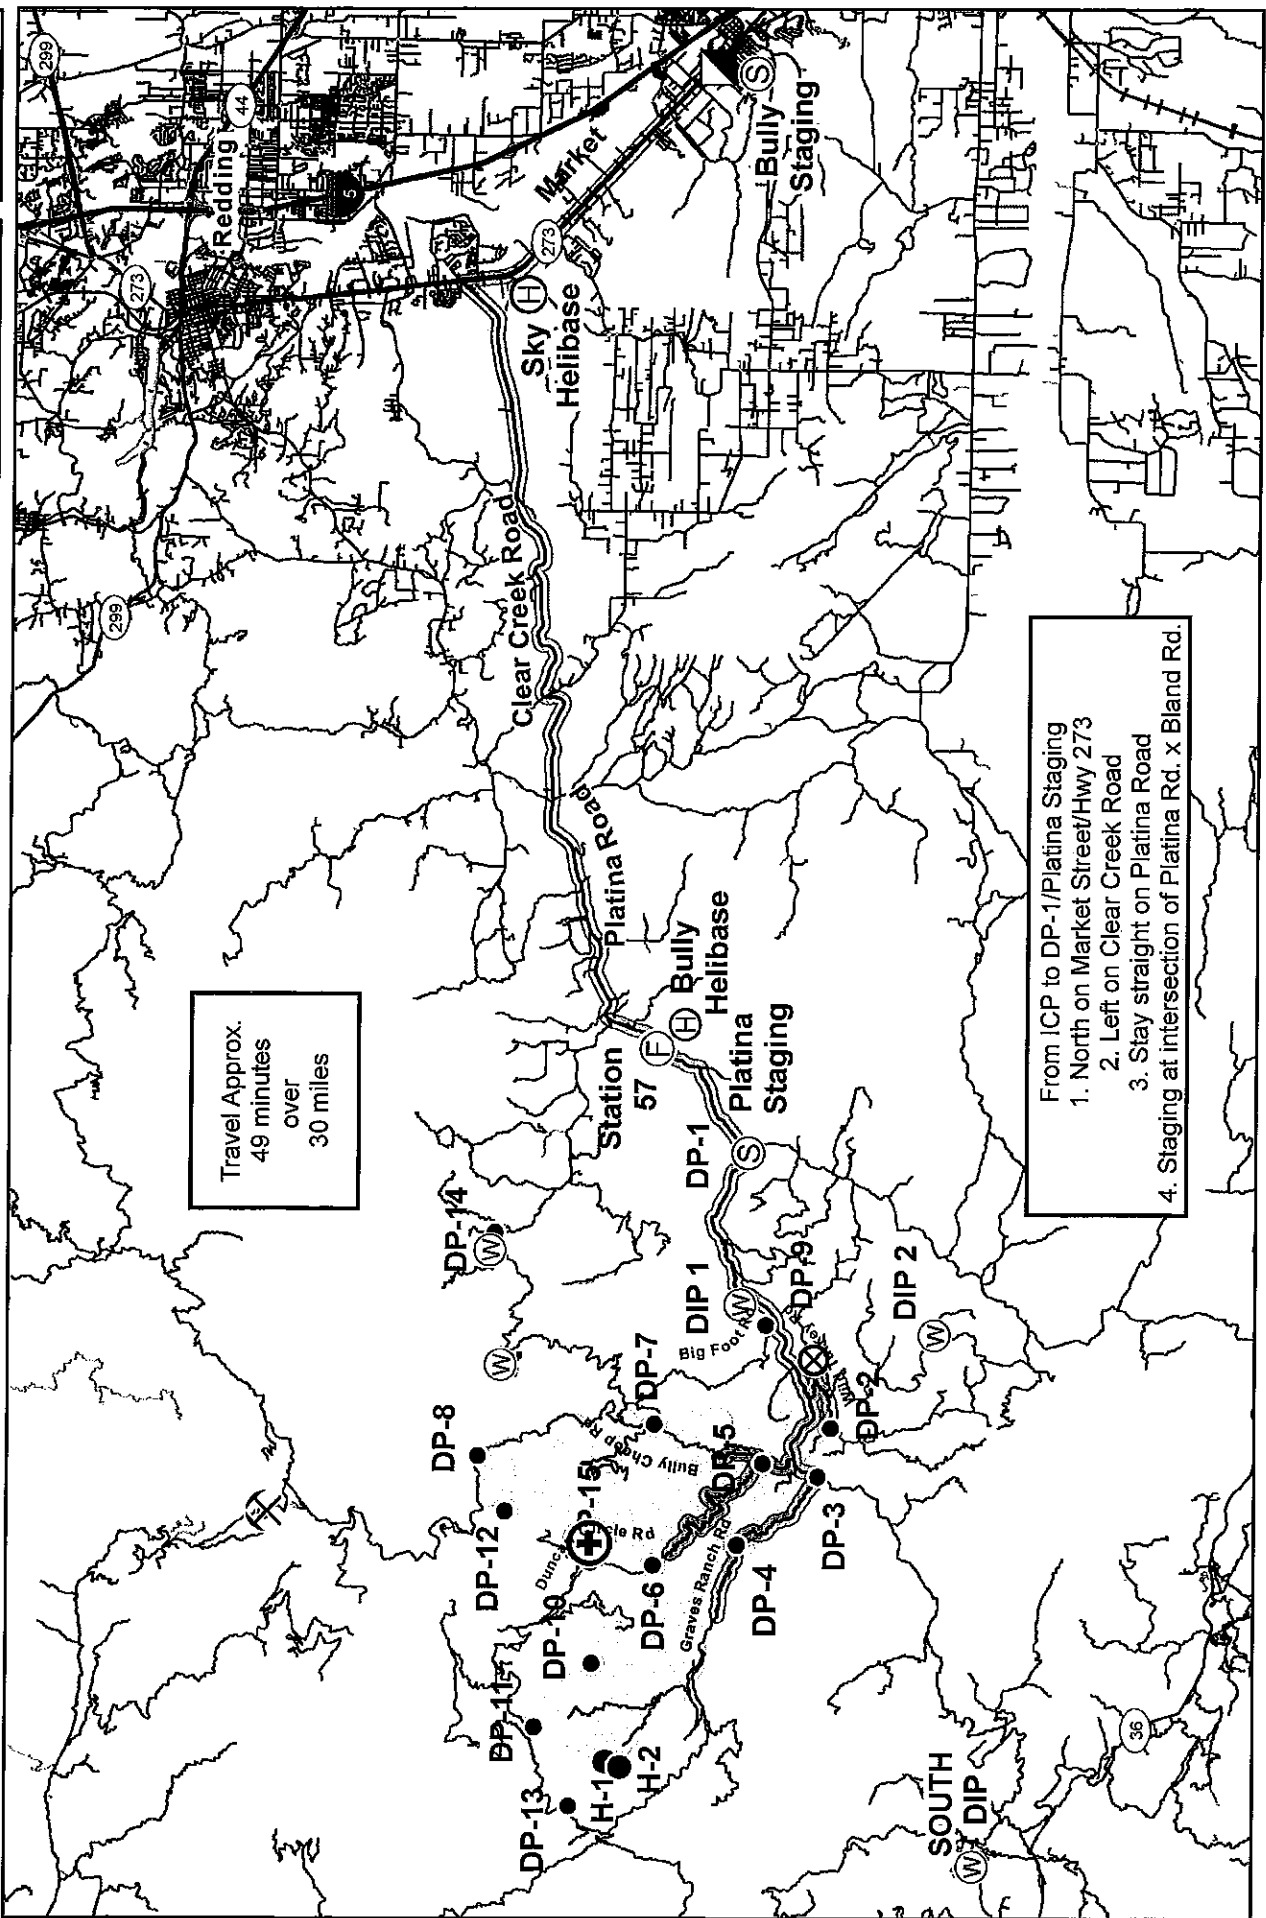 299
44
Redding
5
273
Market
273
S
Bully
Staging
H
Sky
Helibase
299
Clear Creek Road
Platina Road
Travel Approx.
49 minutes
over
30 miles
Station
57
F
H
Bully
Helibase
Platina
Staging
S
DP-1
From ICP to DP-1/Platina Staging
1. North on Market Street/Hwy 273
2. Left on Clear Creek Road
3. Stay straight on Platina Road
4. Staging at intersection of Platina Rd. x Bland Rd.
DP-14
W
W
DIP 1
W
Big Foot Rd
DP-9
DIP 2
W
DP-2
DP-7
DP-8
Bully Choop Rd
DP-5
DP-3
DP-12
DP-6
Graves Ranch Rd
DP-4
DP-10
DP-11
DP-13
H-1
H-2
SOUTH
DIP
W
36